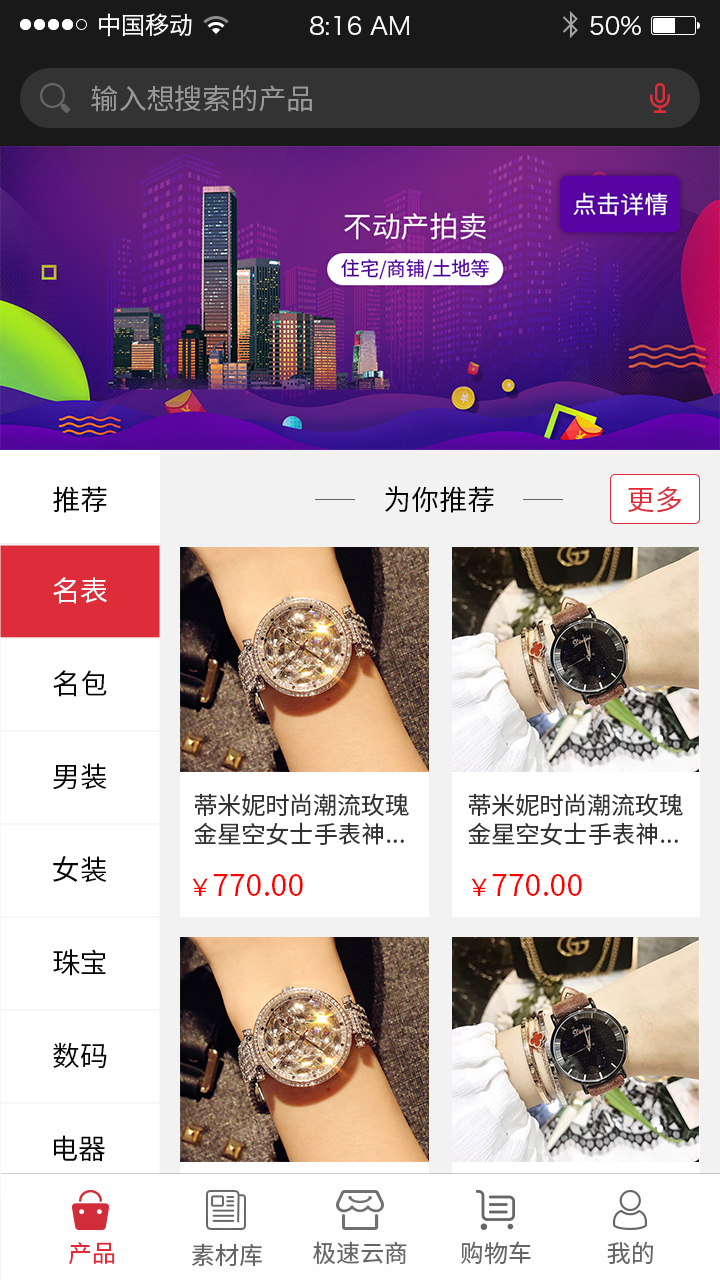 中国移动 8:16 AM 50%
输入想搜索的产品
点击详情
不动产拍卖
住宅/商铺/土地等
推荐
名表
名包
男装
女装
珠宝
数码
电器
为你推荐
更多
蒂米妮时尚潮流玫瑰
金星空女士手表神...
￥770.00
蒂米妮时尚潮流玫瑰
金星空女士手表神...
￥770.00
产品
素材库
极速云商
购物车
我的